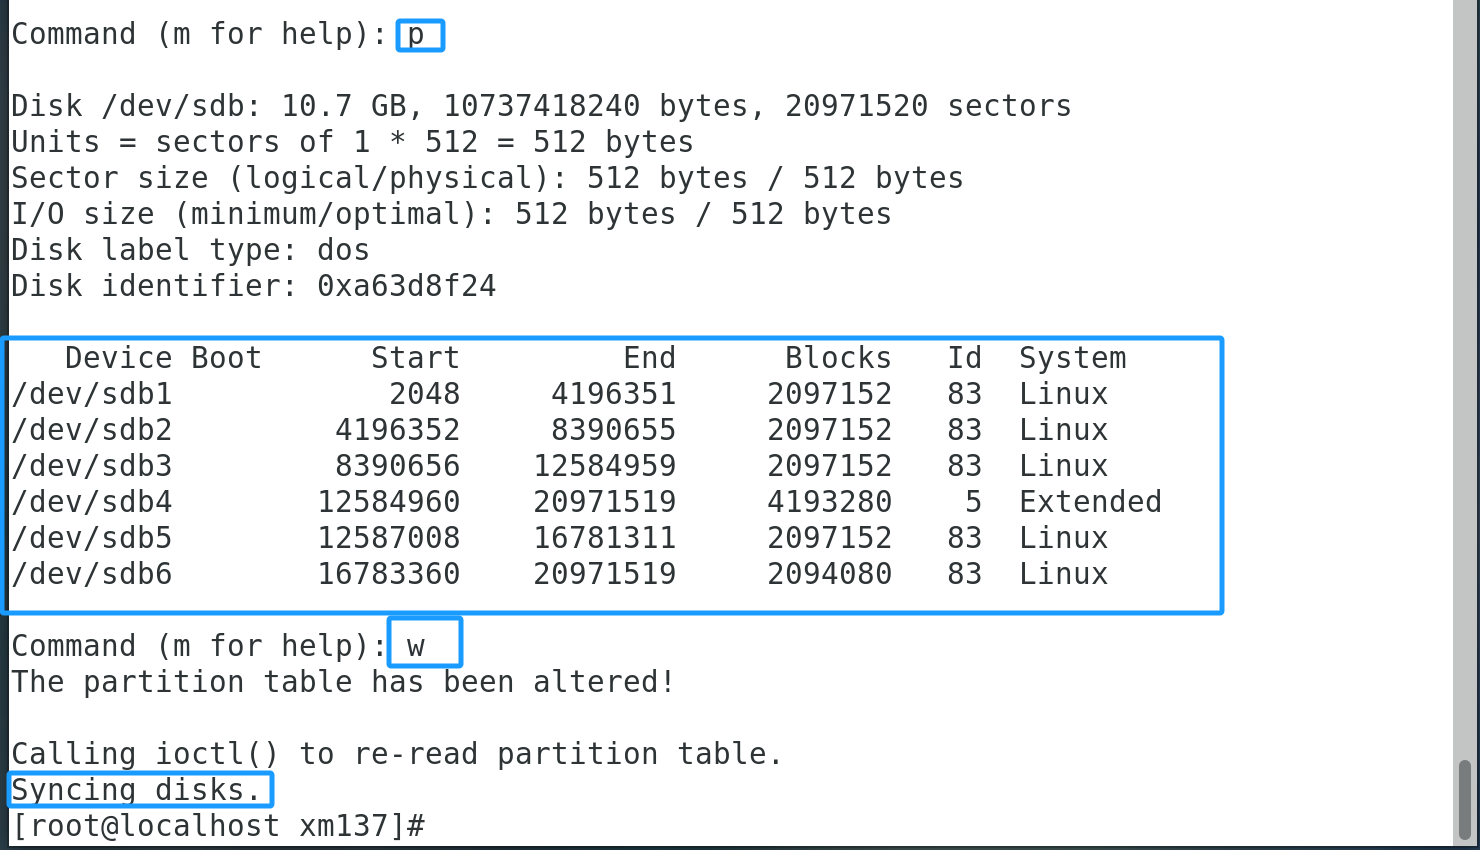 Command (m for help): p
Disk /dev/sdb: 10.7 GB, 10737418240 bytes, 20971520 sectors
Units = sectors of 1 * 512 = 512 bytes
Sector size (logical/physical): 512 bytes / 512 bytes
I/O size (minimum/optimal): 512 bytes / 512 bytes
Disk label type: dos
Disk identifier: 0xa63d8f24
   Device Boot      Start         End      Blocks   Id  System
/dev/sdb1            2048     4196351     2097152   83  Linux
/dev/sdb2         4196352     8390655     2097152   83  Linux
/dev/sdb3         8390656    12584959     2097152   83  Linux
/dev/sdb4        12584960    20971519     4193280    5  Extended
/dev/sdb5        12587008    16781311     2097152   83  Linux
/dev/sdb6        16783360    20971519     2094080   83  Linux
Command (m for help): w
The partition table has been altered!
Calling ioctl() to re-read partition table.
Syncing disks.
[root@localhost xm137]#